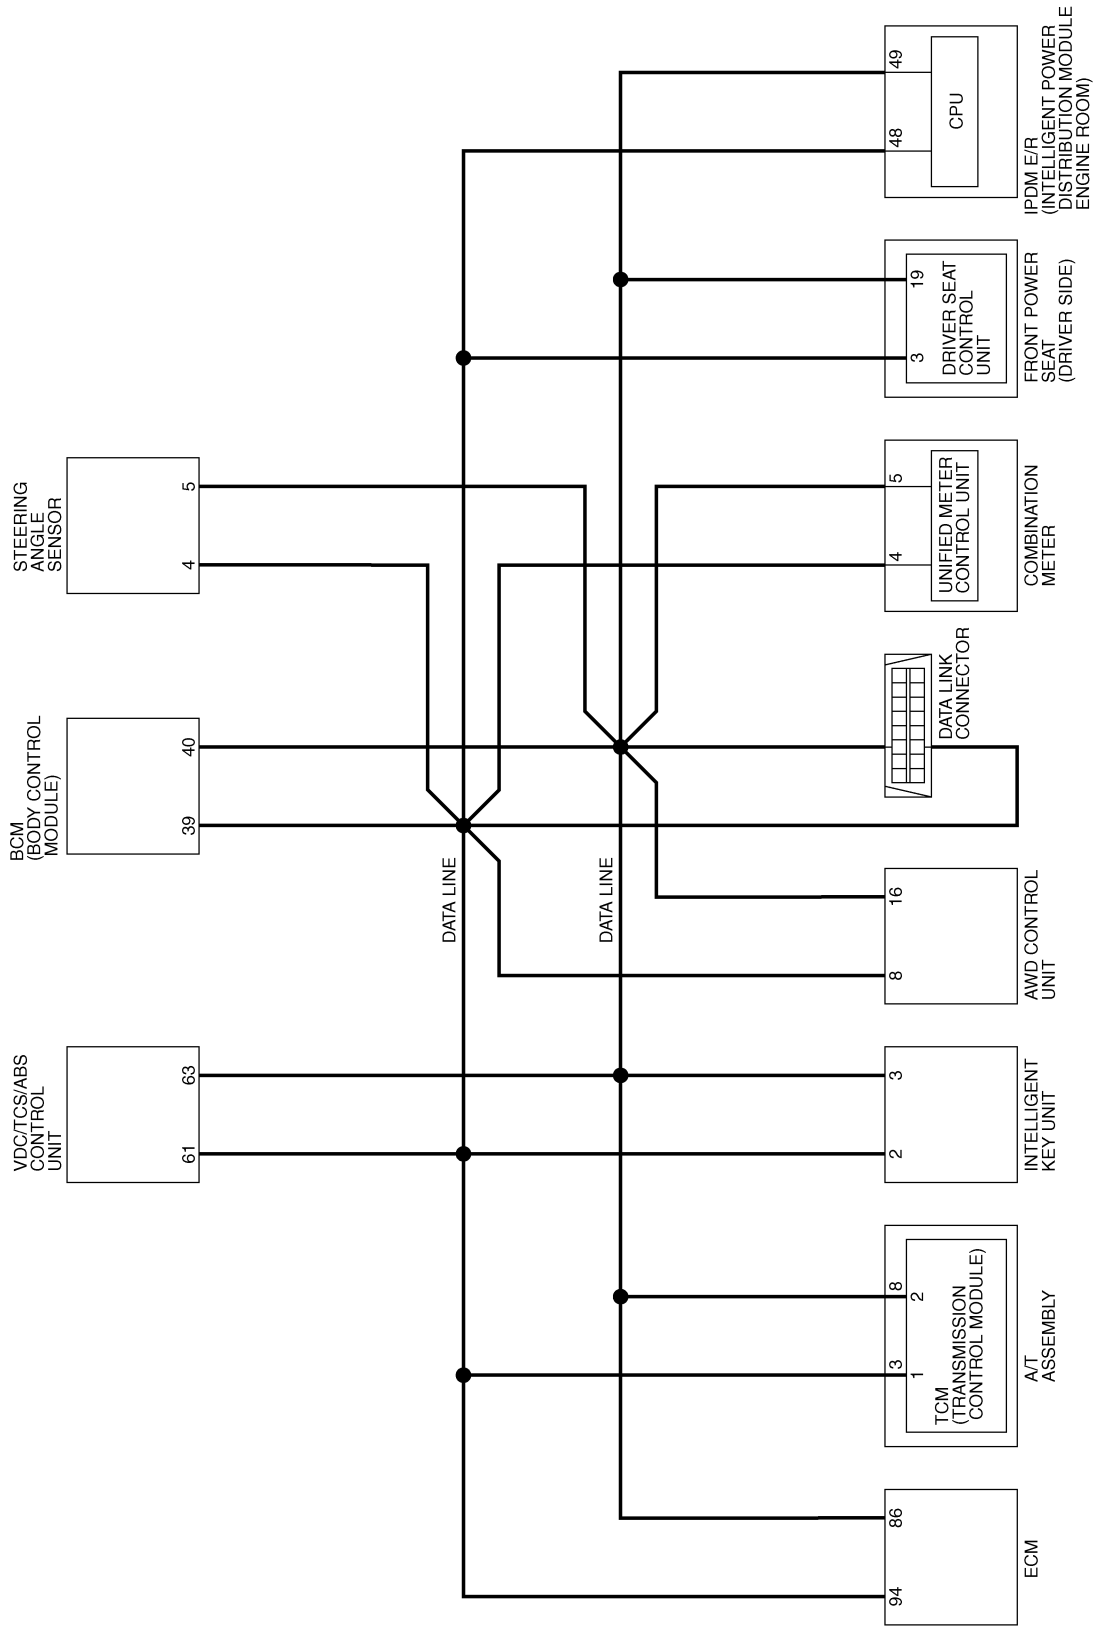 VDC/TCS/ABS
CONTROL
UNIT
61
63
BCM
(BODY CONTROL
MODULE)
39
40
STEERING
ANGLE
SENSOR
4
5
DATA LINE
DATA LINE
94
86
ECM
3
8
1
2
TCM
(TRANSMISSION
CONTROL MODULE)
A/T
ASSEMBLY
2
3
INTELLIGENT
KEY UNIT
8
16
AWD CONTROL
UNIT
DATA LINK
CONNECTOR
4
5
UNIFIED METER
CONTROL UNIT
COMBINATION
METER
3
19
DRIVER SEAT
CONTROL
UNIT
FRONT POWER
SEAT
(DRIVER SIDE)
48
49
CPU
IPDM E/R
(INTELLIGENT POWER
DISTRIBUTION MODULE
ENGINE ROOM)